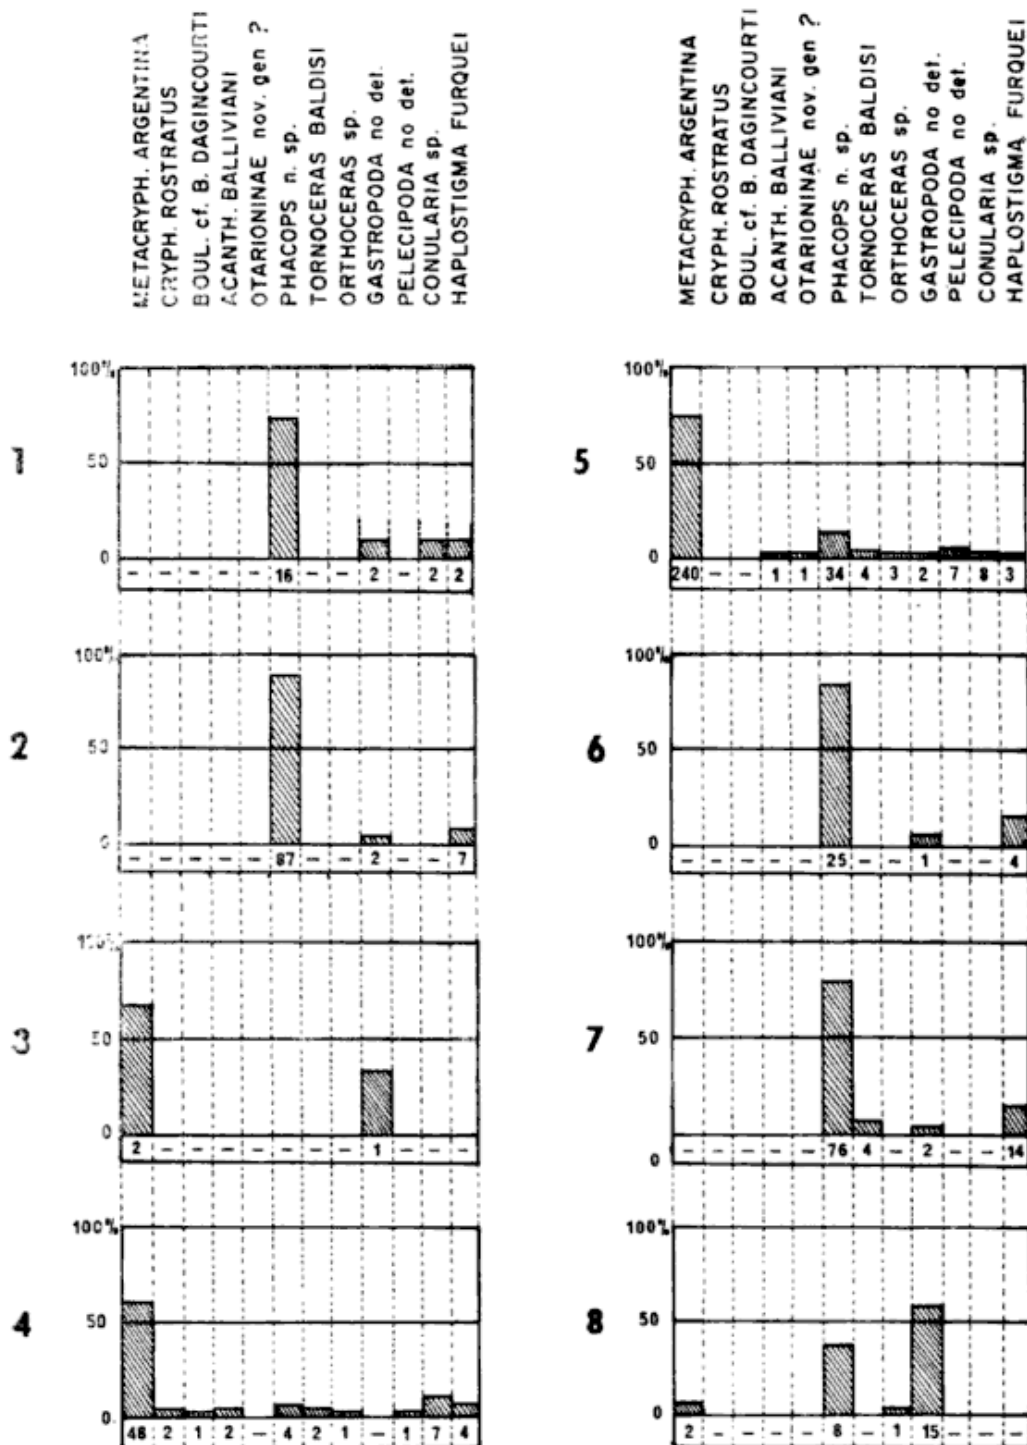 METACRYPH. ARGENTINA
CRYPH. ROSTRATUS
BOUL. cf. B. DAGINCOURTI
ACANTH. BALLIVIANI
OTARIONINAE nov. gen ?
PHACOPS n. sp.
TORNOCERAS BALDISI
ORTHOCERAS sp.
GASTROPODA no det.
PELECIPODA no det.
CONULARIA sp.
HAPLOSTIGMA FURQUEI
METACRYPH. ARGENTINA
CRYPH. ROSTRATUS
BOUL. cf. B. DAGINCOURTI
ACANTH. BALLIVIANI
OTARIONINAE nov. gen ?
PHACOPS n. sp.
TORNOCERAS BALDISI
ORTHOCERAS sp.
GASTROPODA no det.
PELECIPODA no det.
CONULARIA sp.
HAPLOSTIGMA FURQUEI
1
100%
50
0
- - - - - 16 - - 2 - 2 2
2
100%
50
0
- - - - - 87 - - 2 - - 7
3
100%
50
0
2 - - - - - - - 1 - - -
4
100%
50
0
48 2 1 2 - 4 2 1 - 1 7 4
5
100%
50
0
240 - - 1 1 34 4 3 2 7 8 3
6
100%
50
0
- - - - - 25 - - 1 - - 4
7
100%
50
0
- - - - - 76 4 - 2 - - 14
8
100%
50
0
2 - - - - 8 - 1 15 - - -